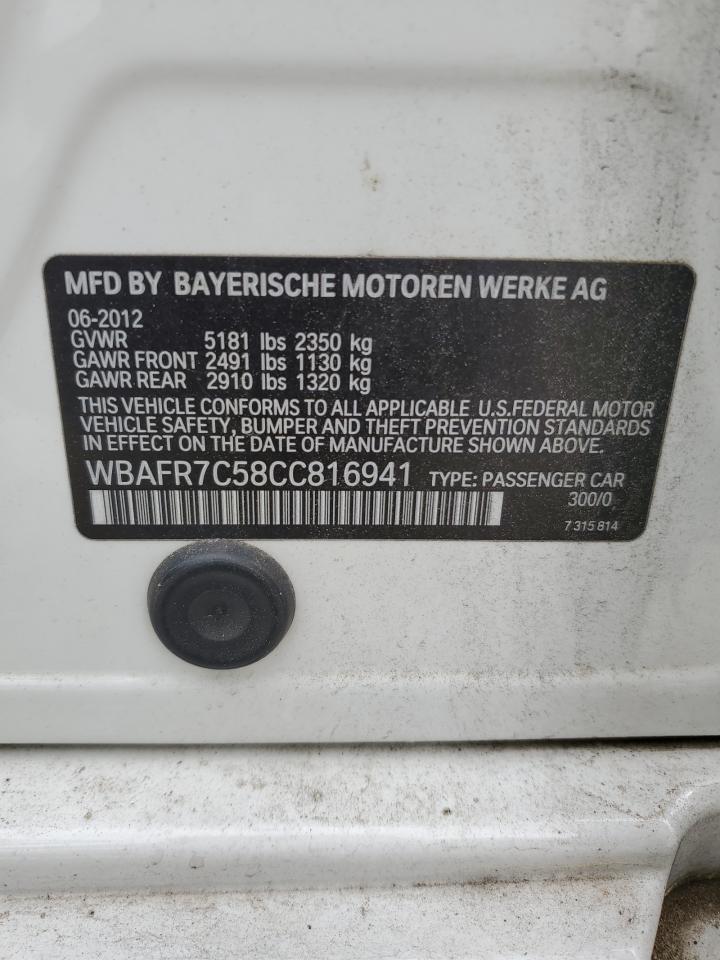 MFD BY BAYERISCHE MOTOREN WERKE AG
06-2012
GVWR 5181 lbs 2350 kg
GAWR FRONT 2491 lbs 1130 kg
GAWR REAR 2910 lbs 1320 kg
THIS VEHICLE CONFORMS TO ALL APPLICABLE U.S.FEDERAL MOTOR
VEHICLE SAFETY, BUMPER AND THEFT PREVENTION STANDARDS
IN EFFECT ON THE DATE OF MANUFACTURE SHOWN ABOVE.
WBAFR7C58CC816941 TYPE: PASSENGER CAR
300/0
7 315 814